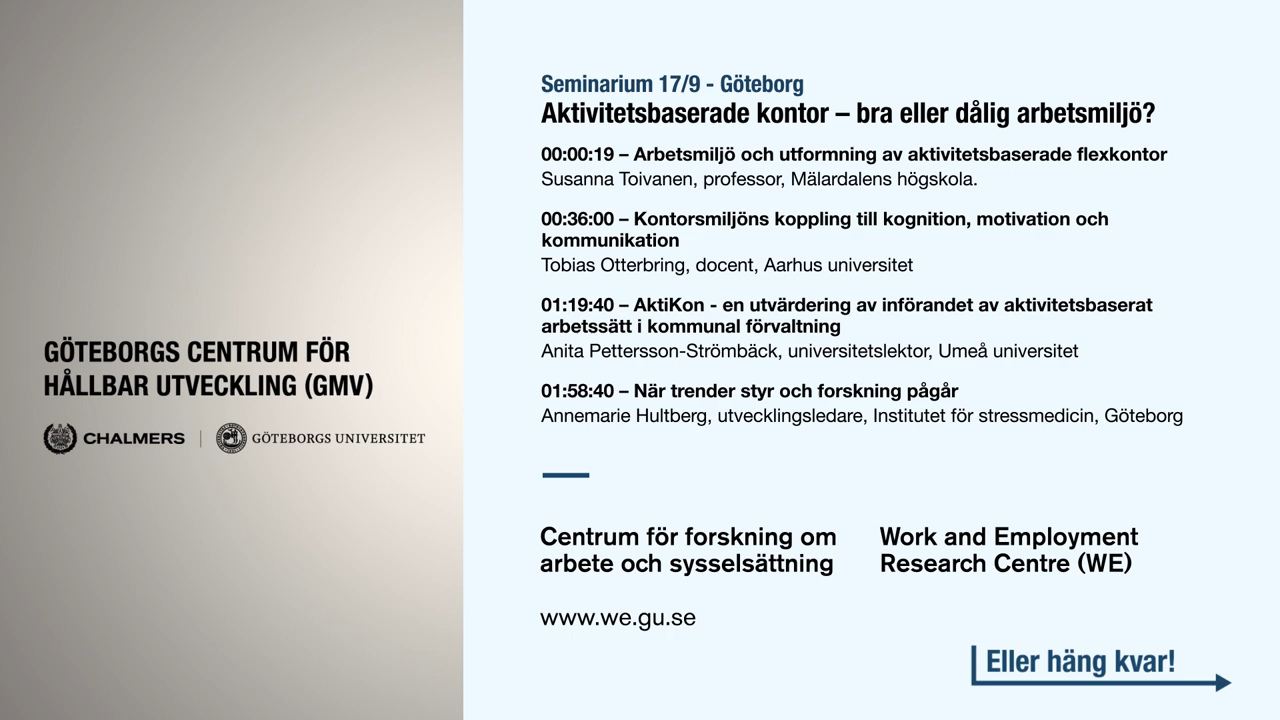 GÖTEBORGS CENTRUM FÖR
HÅLLBAR UTVECKLING (GMV)
CHALMERS
GÖTEBORGS UNIVERSITET
Seminarium 17/9 - Göteborg
Aktivitetsbaserade kontor – bra eller dålig arbetsmiljö?
00:00:19 – Arbetsmiljö och utformning av aktivitetsbaserade flexkontor
Susanna Toivanen, professor, Mälardalens högskola.
00:36:00 – Kontorsmiljöns koppling till kognition, motivation och
kommunikation
Tobias Otterbring, docent, Aarhus universitet
01:19:40 – AktiKon - en utvärdering av införandet av aktivitetsbaserat
arbetssätt i kommunal förvaltning
Anita Pettersson-Strömbäck, universitetslektor, Umeå universitet
01:58:40 – När trender styr och forskning pågår
Annemarie Hultberg, utvecklingsledare, Institutet för stressmedicin, Göteborg
Centrum för forskning om
arbete och sysselsättning
Work and Employment
Research Centre (WE)
www.we.gu.se
Eller häng kvar!